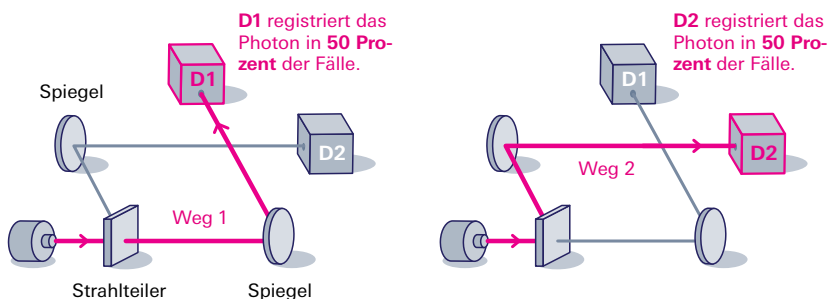 D1 registriert das
Photon in 50 Pro-
zent der Fälle.
D1
Spiegel
D2
Weg 1
Strahlteiler
Spiegel
D2 registriert das
Photon in 50 Pro-
zent der Fälle.
D1
D2
Weg 2